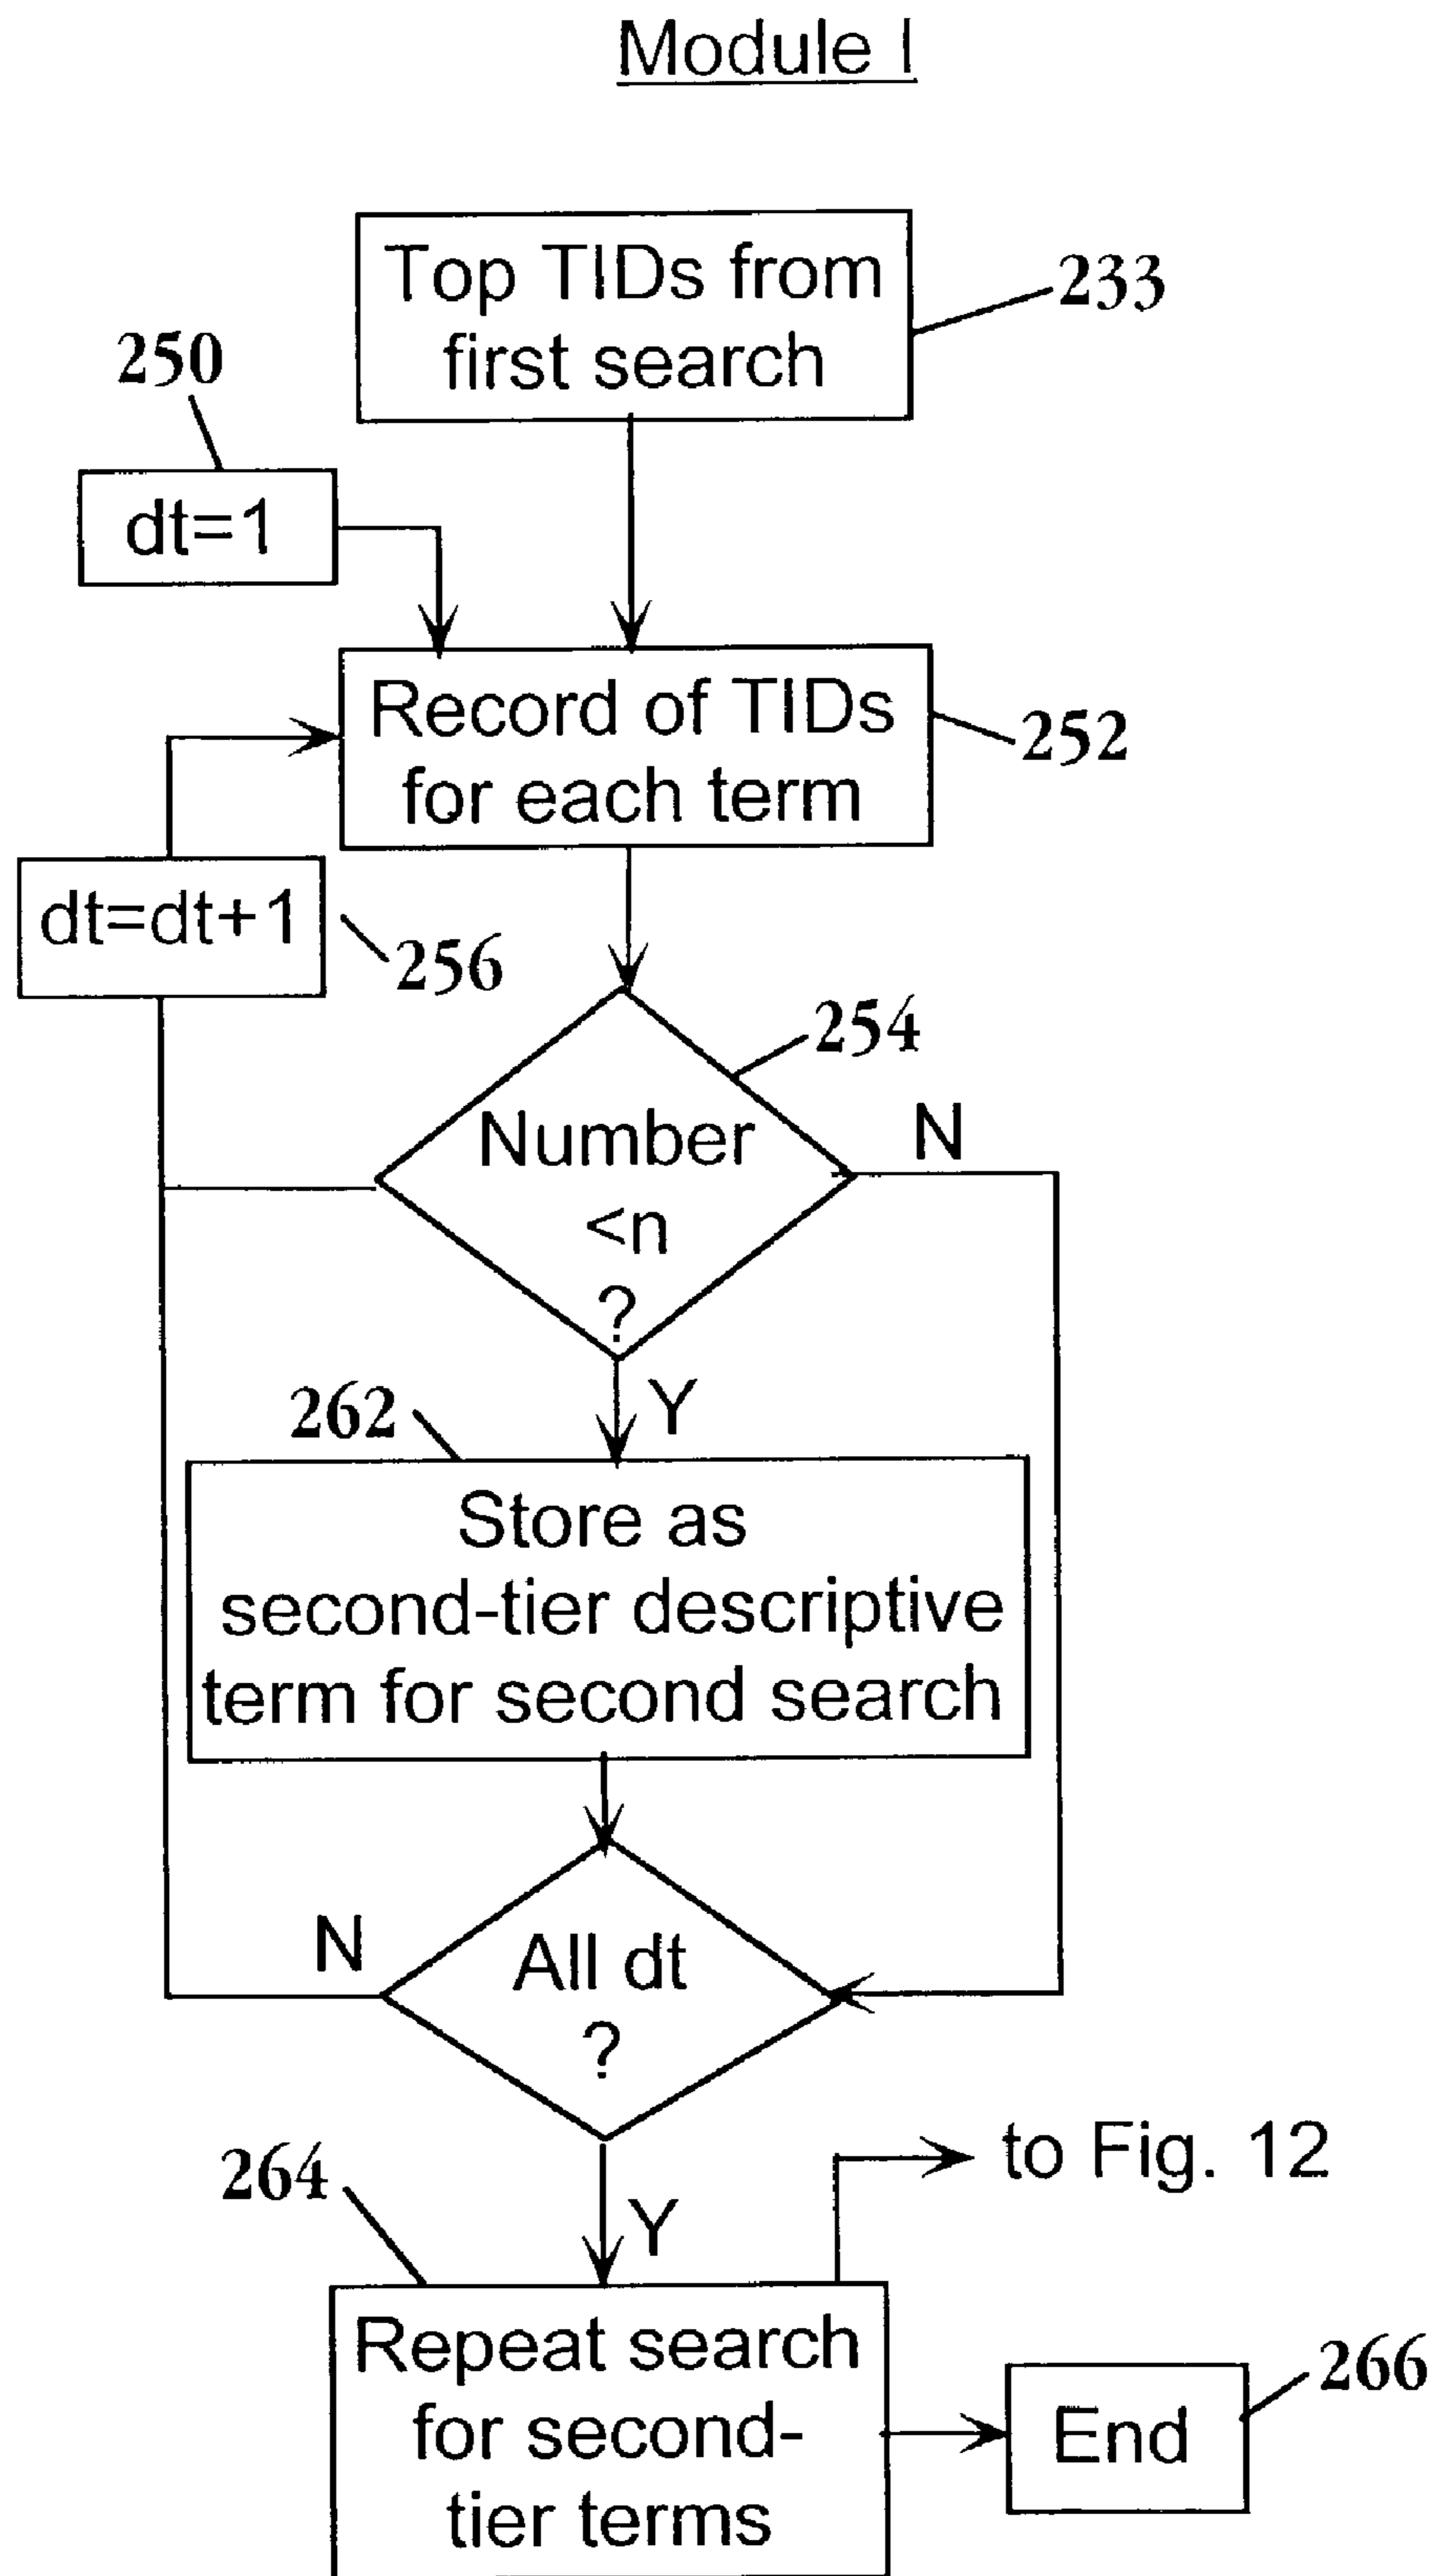 Module I
Top TIDs from
first search
233
250
dt=1
Record of TIDs
for each term
252
dt=dt+1
256
254
Number
<n
?
N
Y
262
Store as
second-tier descriptive
term for second search
N
All dt
?
to Fig. 12
264
Y
Repeat search
for second-
tier terms
End
266